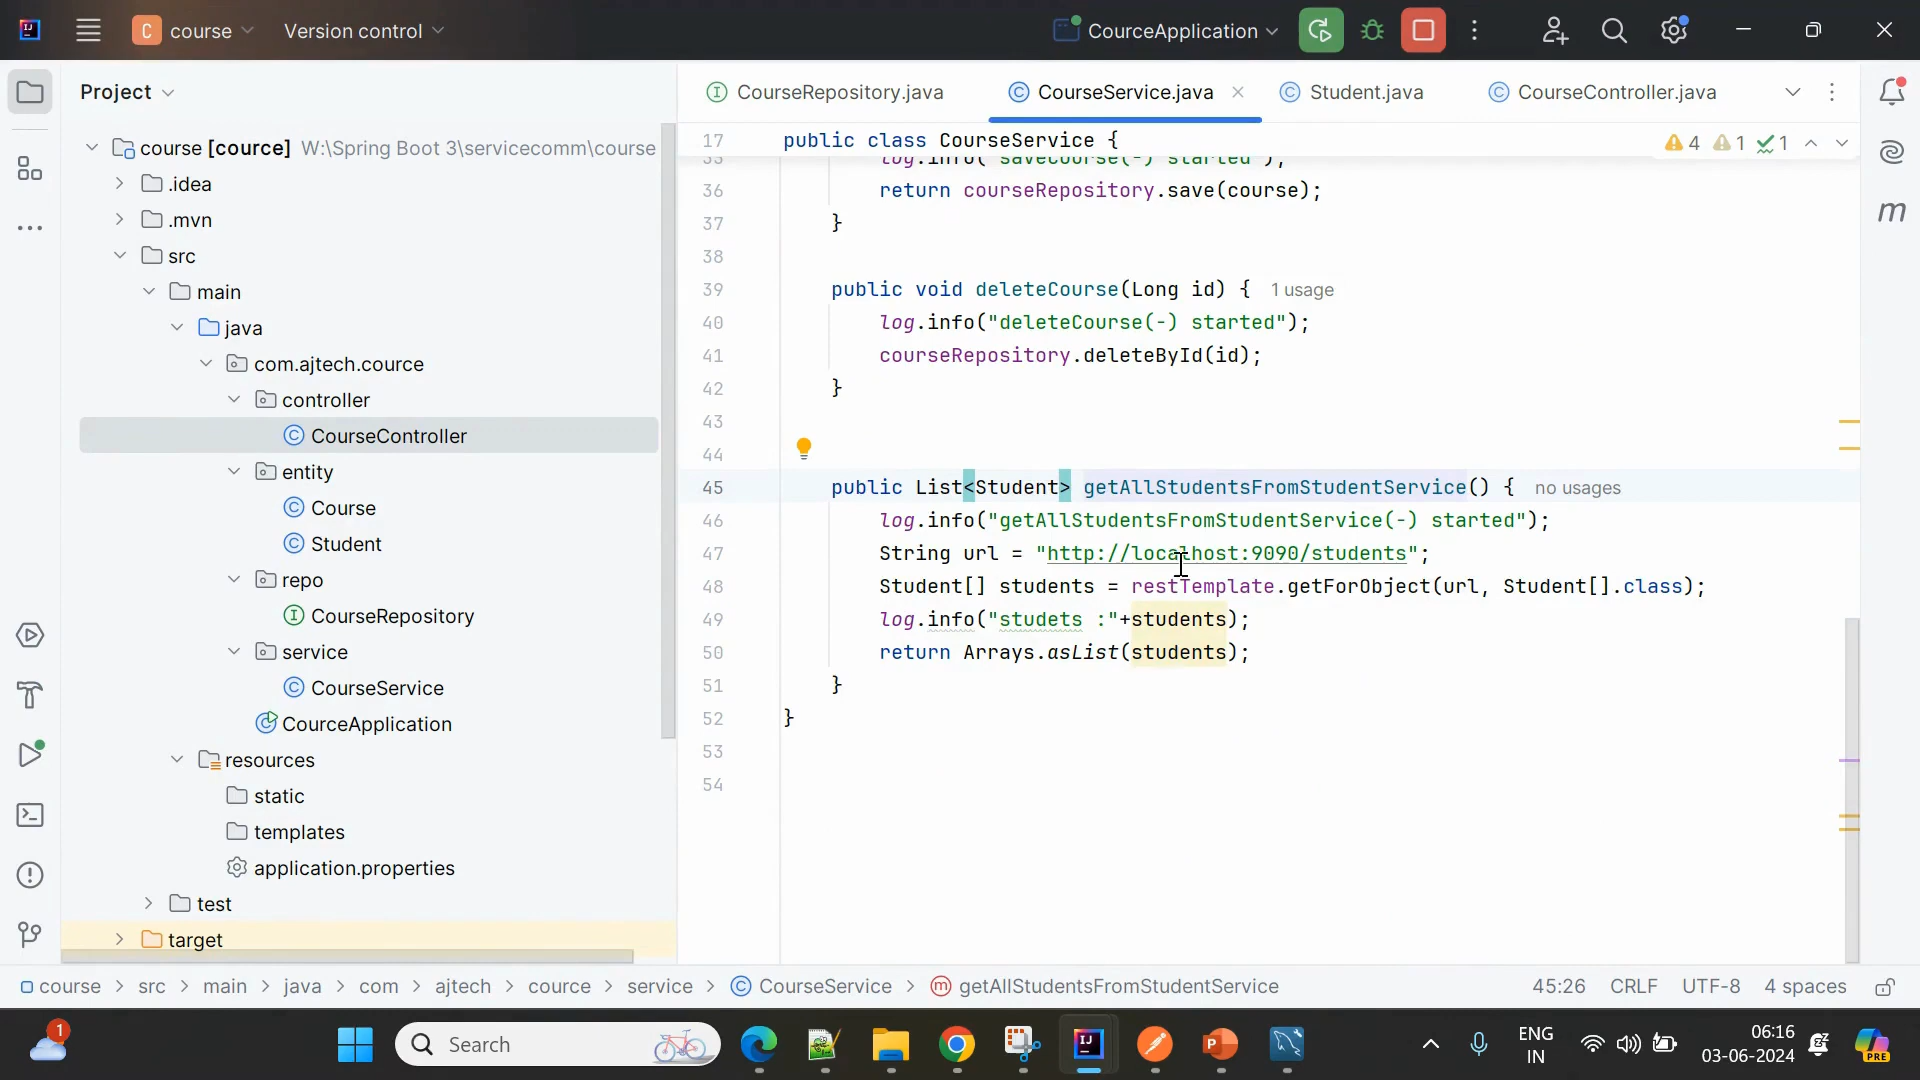 C course Version control CourceApplication
Project
CourseRepository.java CourseService.java Student.java CourseController.java
course [cource] W:\Spring Boot 3\servicecomm\course
.idea
.mvn
src
main
java
com.ajtech.cource
controller
CourseController
entity
Course
Student
repo
CourseRepository
service
CourseService
CourceApplication
resources
static
templates
application.properties
test
target
17 public class CourseService { 4 1 1
35 log.info("saveCourse(-) started");
36 return courseRepository.save(course);
37 }
38
39 public void deleteCourse(Long id) { 1 usage
40 log.info("deleteCourse(-) started");
41 courseRepository.deleteById(id);
42 }
43
44
45 public List<Student> getAllStudentsFromStudentService() { no usages
46 log.info("getAllStudentsFromStudentService(-) started");
47 String url = "http://localhost:9090/students";
48 Student[] students = restTemplate.getForObject(url, Student[].class);
49 log.info("studets :"+students);
50 return Arrays.asList(students);
51 }
52 }
53
54
course > src > main > java > com > ajtech > cource > service > CourseService > getAllStudentsFromStudentService 45:26 CRLF UTF-8 4 spaces
1 Search ENG IN 06:16 03-06-2024 PRE